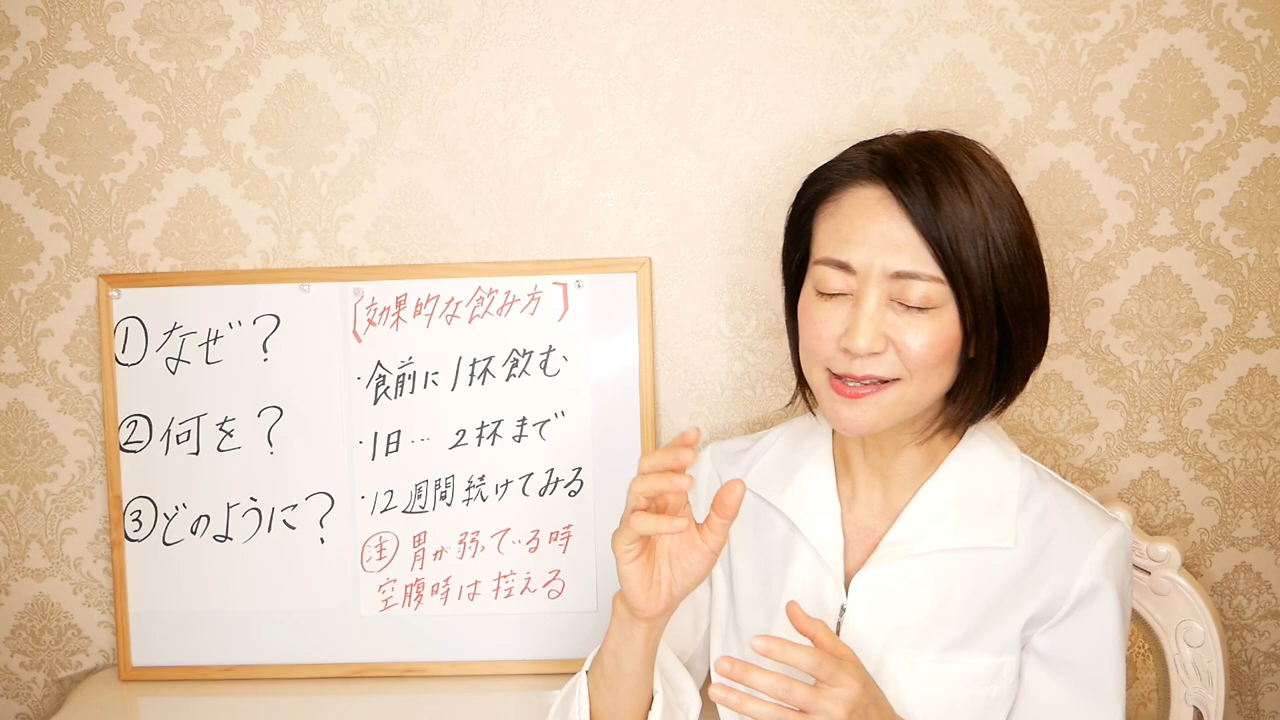 ①なぜ?
②何を?
③どのように?
[効果的な飲み方]
・食前に1杯飲む
・1日… 2杯まで
・12週間続けてみる
㊟胃が弱っている時
空腹時は控える